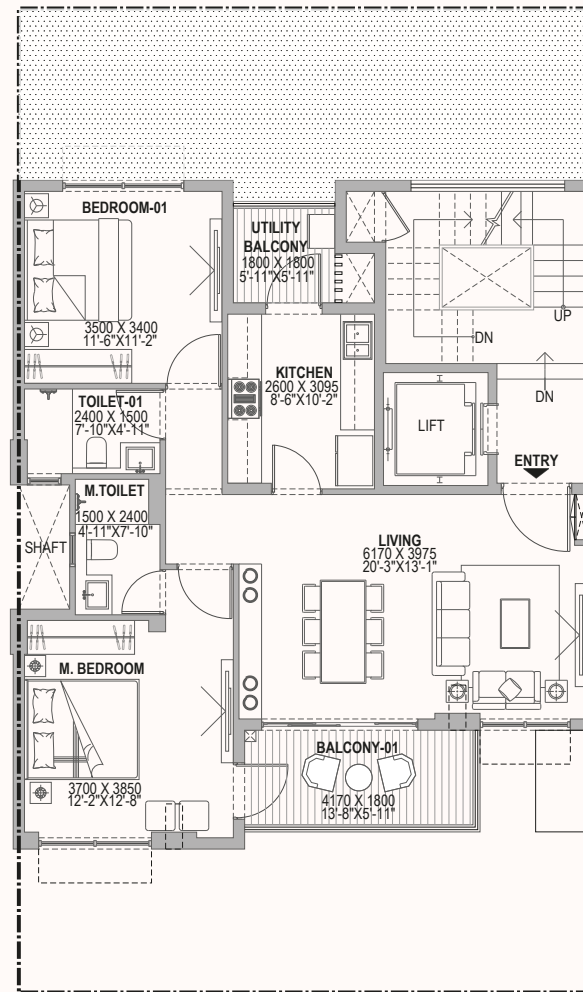 BEDROOM-01
3500 X 3400
11'-6"X11'-2"
UTILITY
BALCONY
1800 X 1800
5'-11"X5'-11"
UP
DN
DN
KITCHEN
2600 X 3095
8'-6"X10'-2"
LIFT
ENTRY
TOILET-01
2400 X 1500
7'-10"X4'-11"
M.TOILET
1500 X 2400
4'-11"X7'-10"
SHAFT
LIVING
6170 X 3975
20'-3"X13'-1"
M. BEDROOM
3700 X 3850
12'-2"X12'-8"
BALCONY-01
4170 X 1800
13'-8"X5'-11"